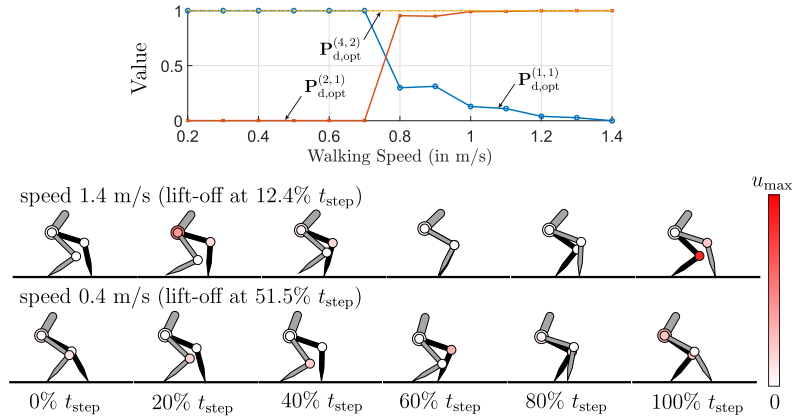 1
0.5
0
Value
P_{d,opt}^{(4,2)}
P_{d,opt}^{(2,1)}
P_{d,opt}^{(1,1)}
0.2 0.4 0.6 0.8 1 1.2 1.4
Walking Speed (in m/s)
speed 1.4 m/s (lift-off at 12.4% t_step)
u_max
speed 0.4 m/s (lift-off at 51.5% t_step)
0% t_step 20% t_step 40% t_step 60% t_step 80% t_step 100% t_step 0